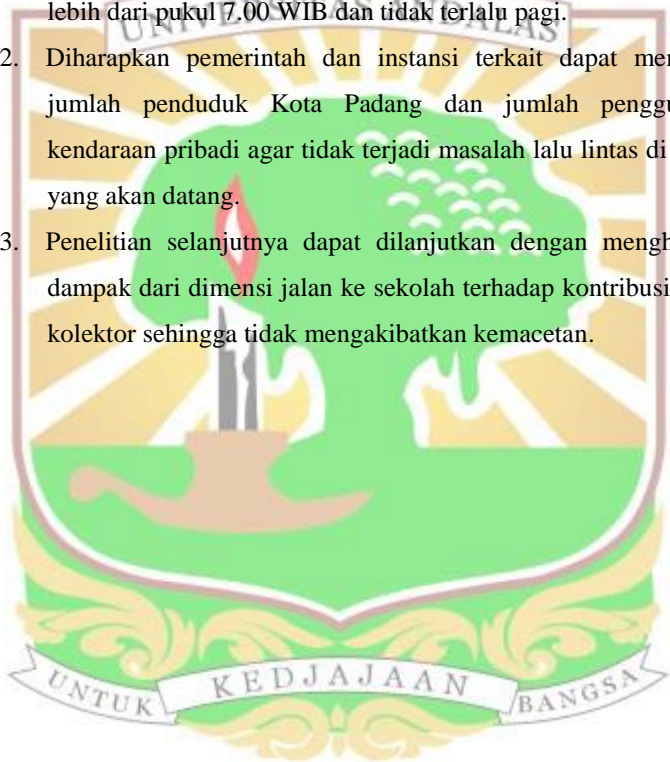 lebih dari pukul 7.00 WIB dan tidak terlalu pagi.
UNIVERSITAS ANDALAS
2. Diharapkan pemerintah dan instansi terkait dapat
jumlah penduduk Kota Padang dan jumlah
kendaraan pribadi agar tidak terjadi masalah lalu lintas di
yang akan datang.
3. Penelitian selanjutnya dapat dilanjutkan dengan
dampak dari dimensi jalan ke sekolah terhadap kontribusi
kolektor sehingga tidak mengakibatkan kemacetan.
UNTUK KEDJAJAAN BANGSA